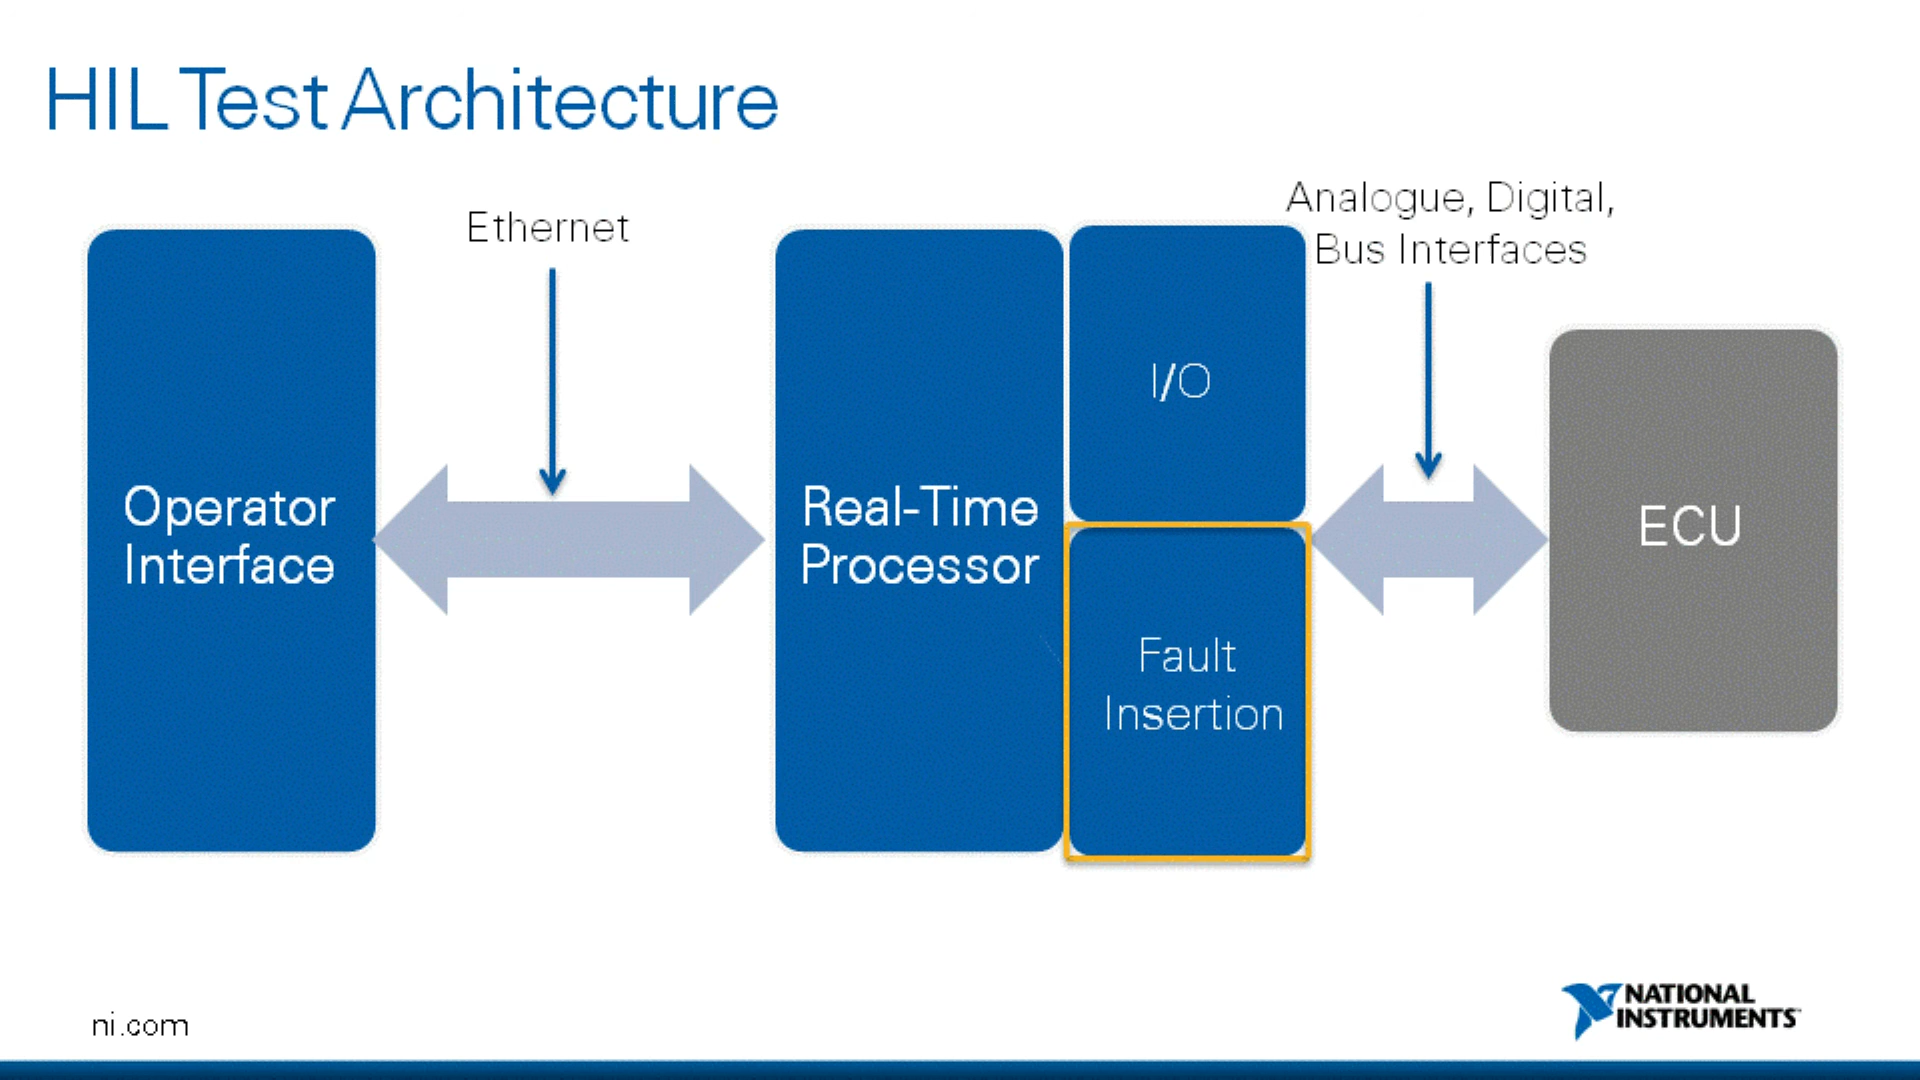 HIL Test Architecture
Ethernet
Analogue, Digital,
Bus Interfaces
Operator
Interface
Real-Time
Processor
I/O
Fault
Insertion
ECU
ni.com
NATIONAL
INSTRUMENTS